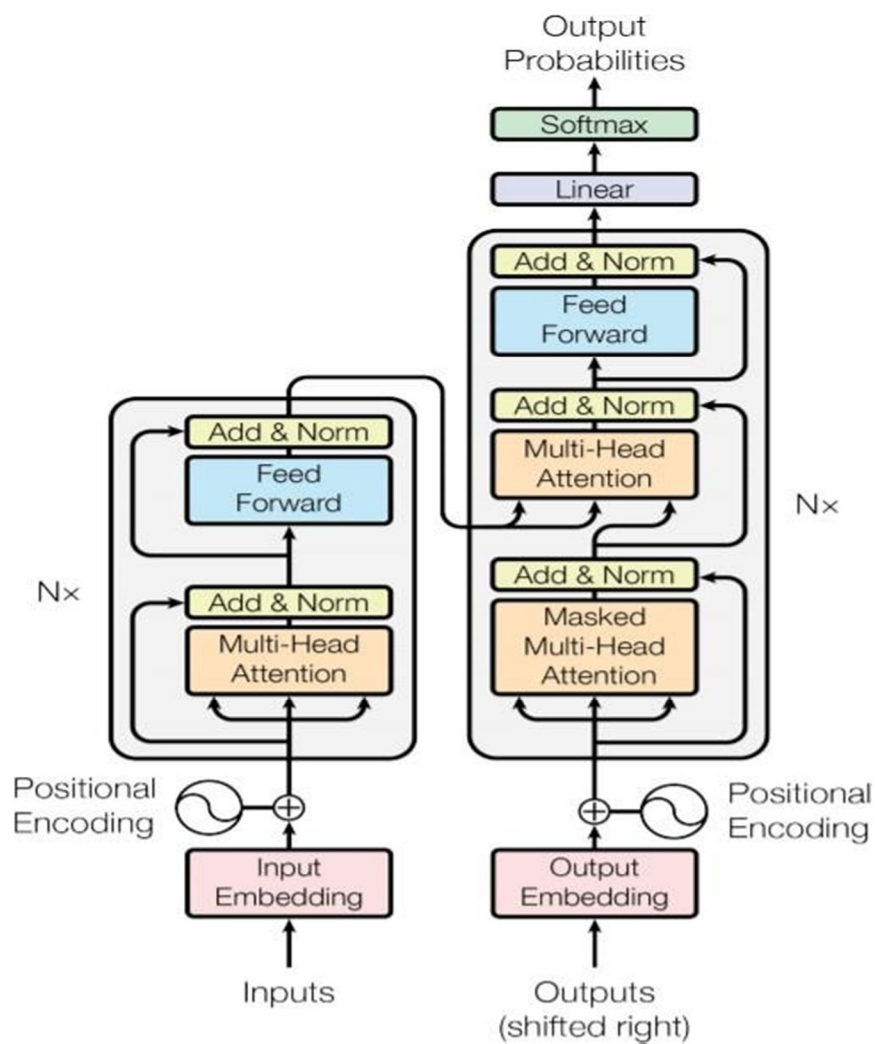 Output
Probabilities
Softmax
Linear
Add & Norm
Feed
Forward
Add & Norm
Multi-Head
Attention
Add & Norm
Masked
Multi-Head
Attention
Nx
Add & Norm
Feed
Forward
Add & Norm
Multi-Head
Attention
Nx
Positional
Encoding
Positional
Encoding
Input
Embedding
Output
Embedding
Inputs
Outputs
(shifted right)